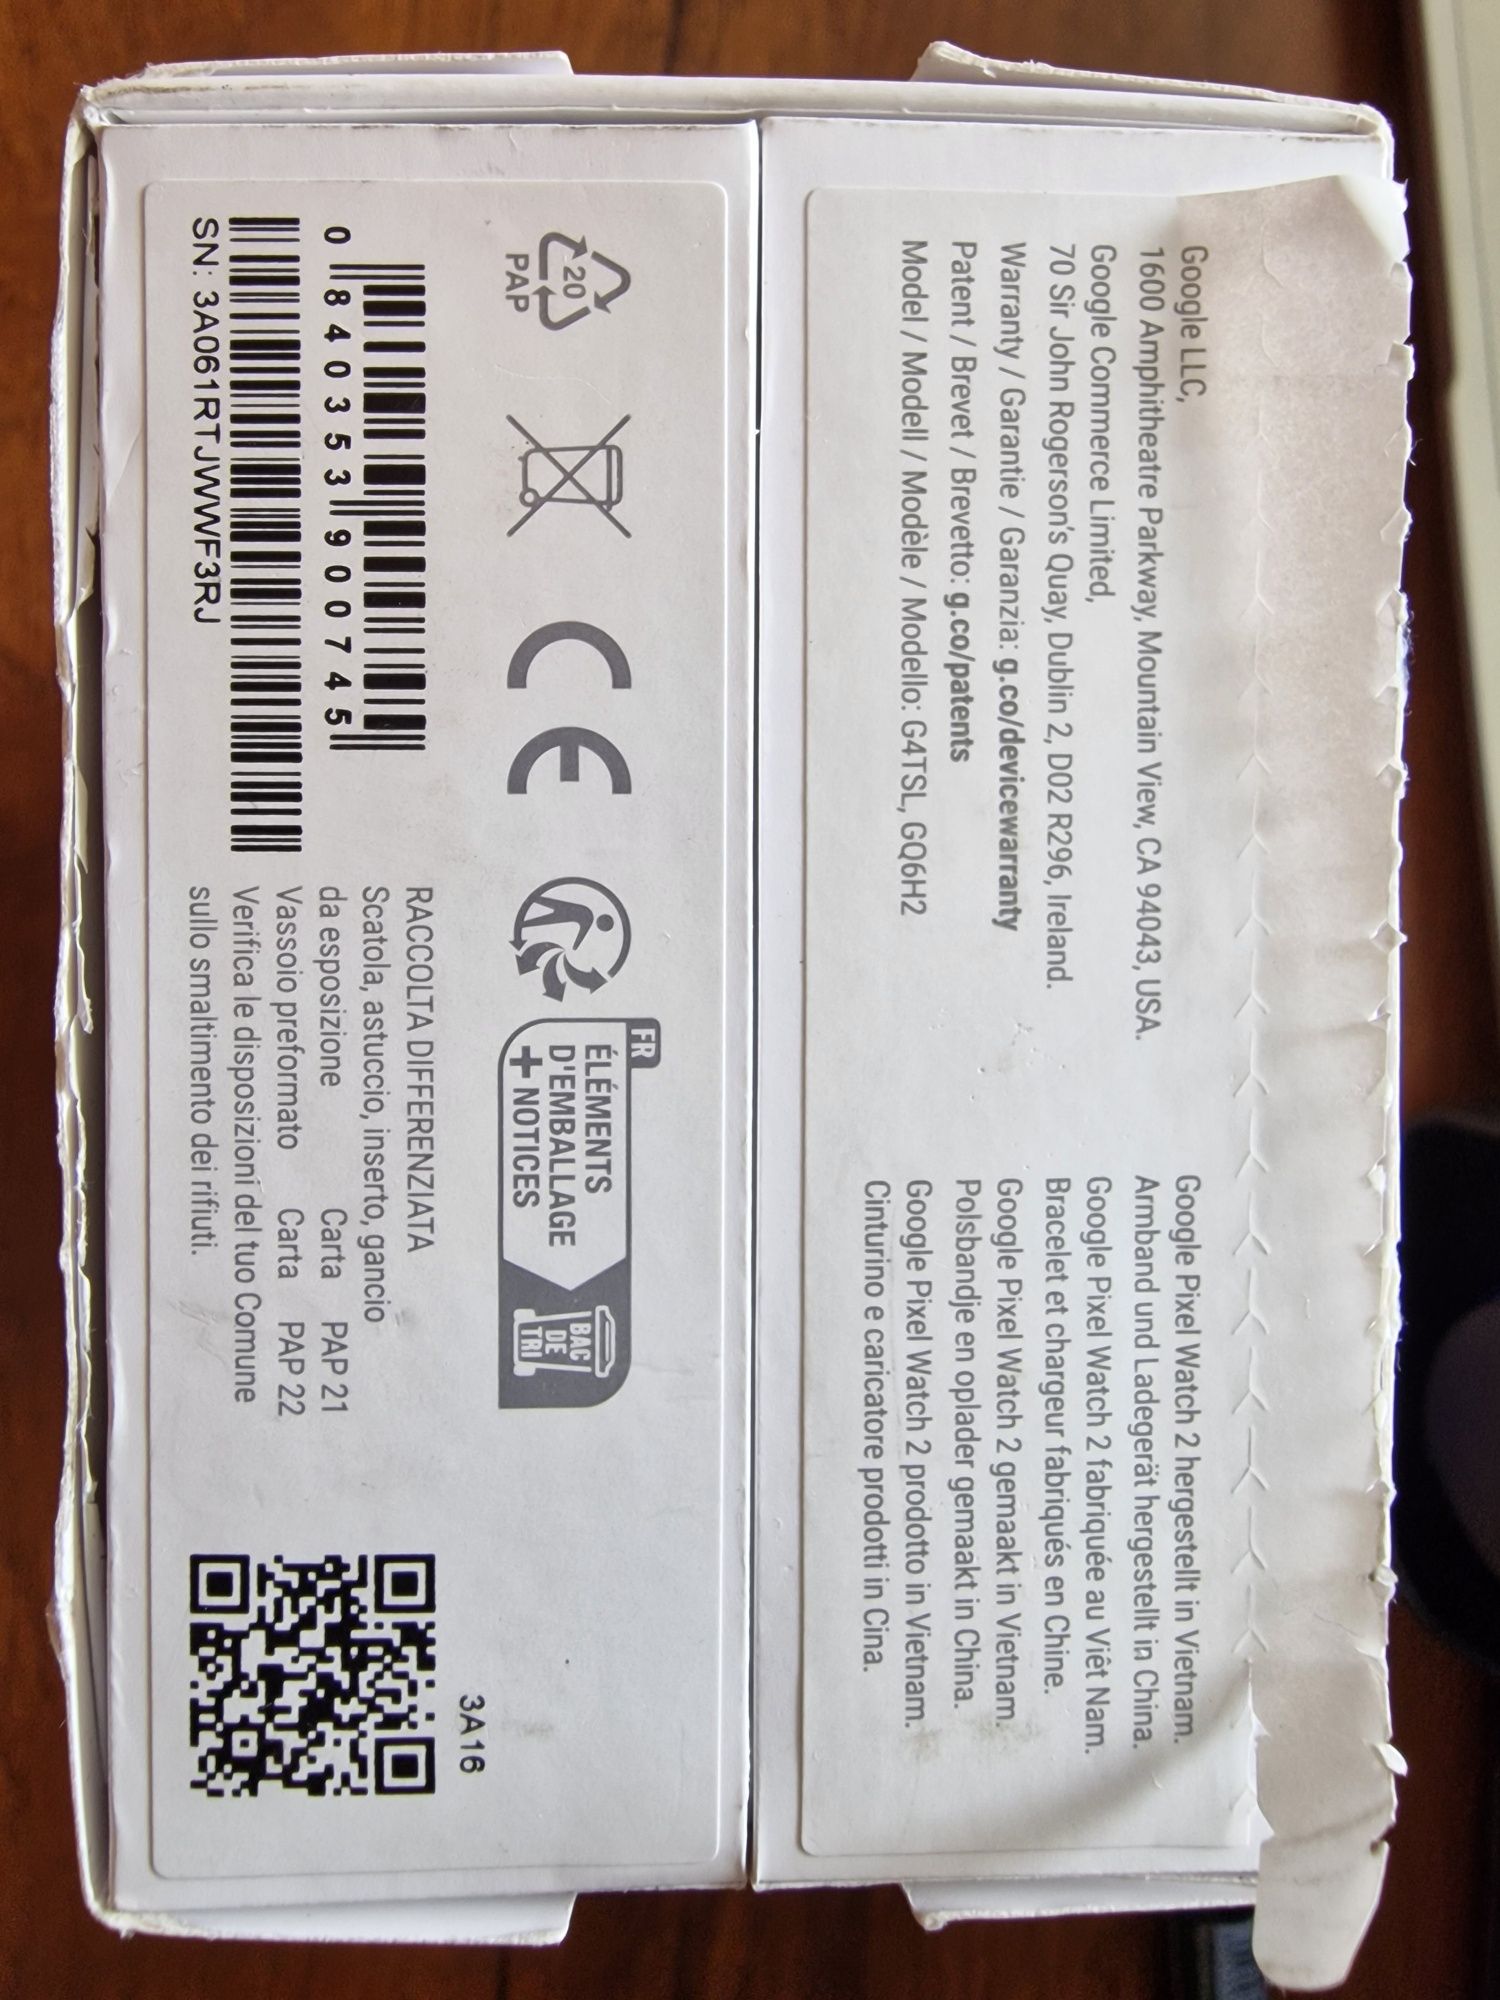 Google LLC,
1600 Amphitheatre Parkway, Mountain View, CA 94043, USA.
Google Commerce Limited,
70 Sir John Rogerson's Quay, Dublin 2, D02 R296, Ireland.
Warranty / Garantie / Garanzia: g.co/devicewarranty
Patent / Brevet / Brevetto: g.co/patents
Model / Modell / Modèle / Modello: G4TSL, GQ6H2
Google Pixel Watch 2 hergestellt in Vietnam.
Armband und Ladegerät hergestellt in China.
Google Pixel Watch 2 fabriquée au Viêt Nam.
Bracelet et chargeur fabriqués en Chine.
Google Pixel Watch 2 gemaakt in Vietnam.
Polsbandje en oplader gemaakt in China.
Google Pixel Watch 2 prodotto in Vietnam.
Cinturino e caricatore prodotti in Cina.
20
PAP
CE
FR
ÉLÉMENTS
D'EMBALLAGE
+ NOTICES
BAC
DE
TRI
0 840353 900745
SN: 3A061RTJWWF3RJ
RACCOLTA DIFFERENZIATA
Scatola, astuccio, inserto, gancio
da esposizione Carta PAP 21
Vassoio preformato Carta PAP 22
Verifica le disposizioni del tuo Comune
sullo smaltimento dei rifiuti.
3A16